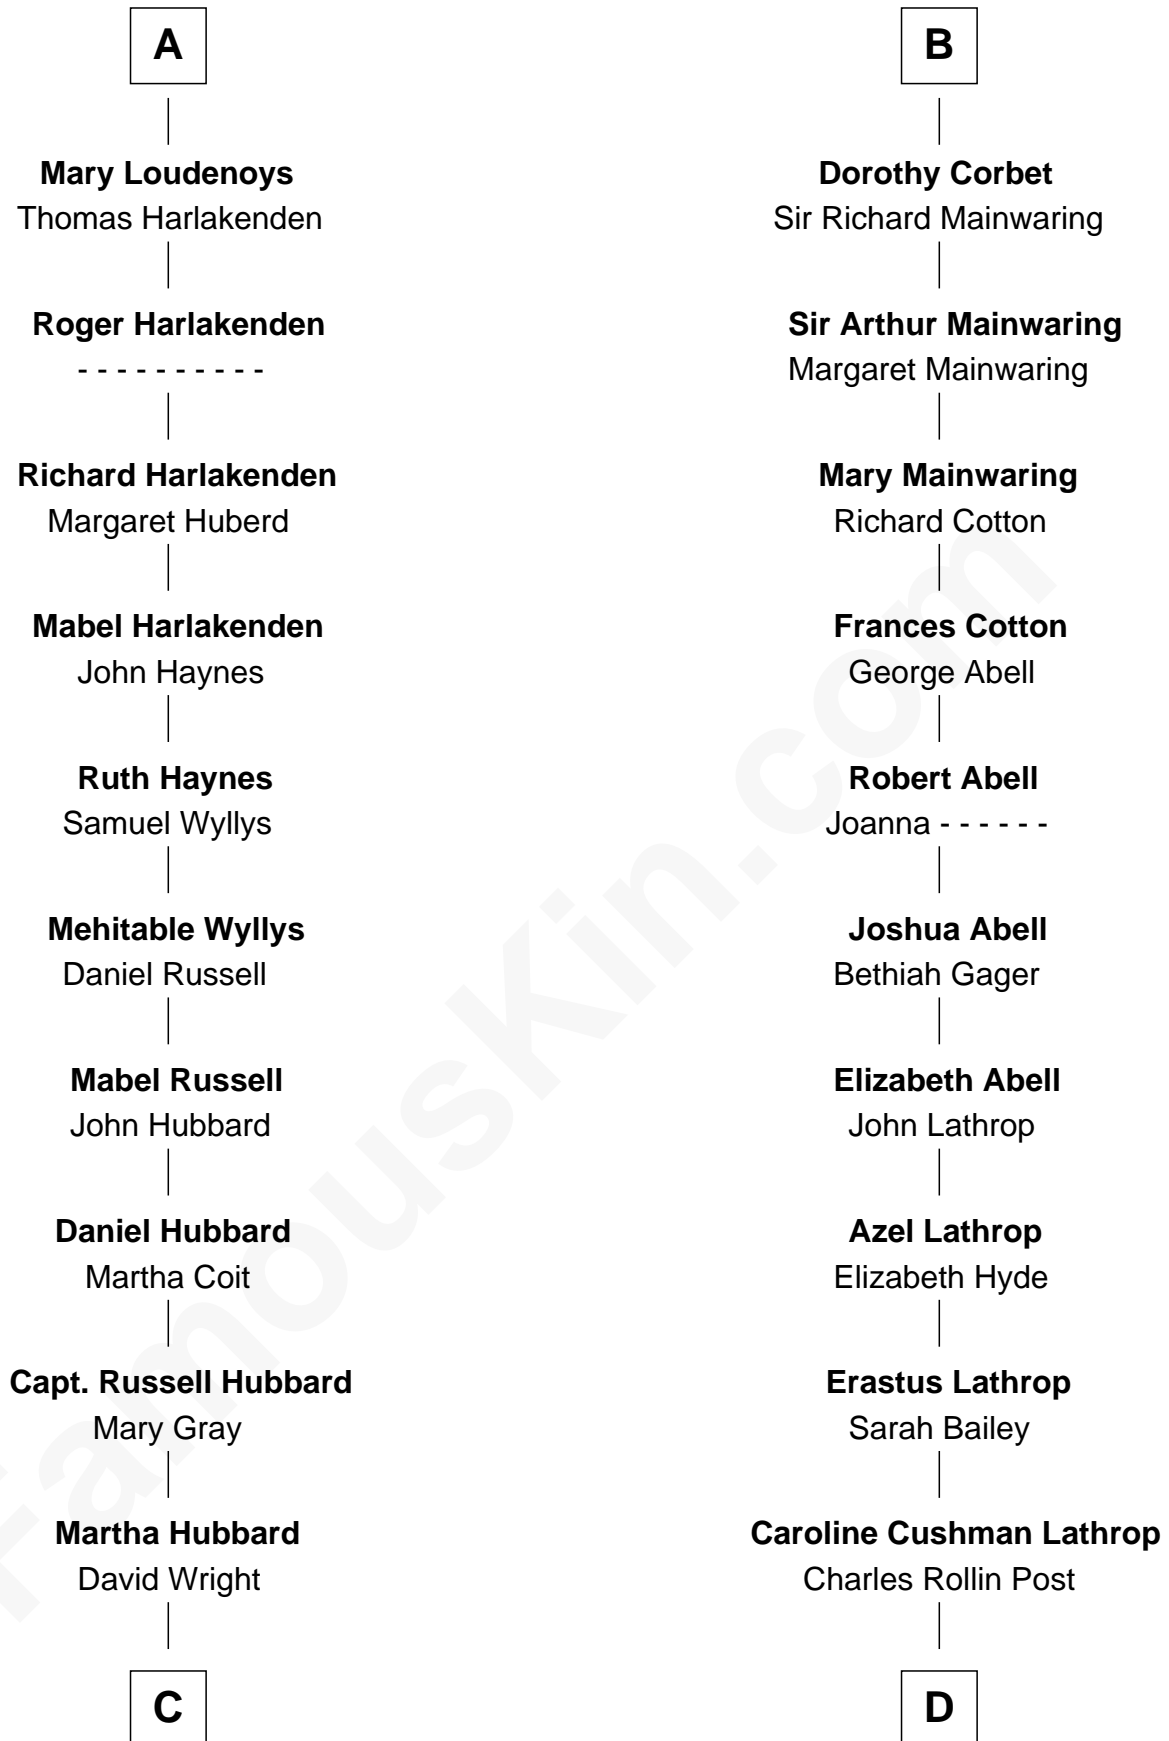 A
Mary Loudenoys
Thomas Harlakenden
Roger Harlakenden
- - - - - - - - - -
Richard Harlakenden
Margaret Huberd
Mabel Harlakenden
John Haynes
Ruth Haynes
Samuel Wyllys
Mehitable Wyllys
Daniel Russell
Mabel Russell
John Hubbard
Daniel Hubbard
Martha Coit
Capt. Russell Hubbard
Mary Gray
Martha Hubbard
David Wright
C
B
Dorothy Corbet
Sir Richard Mainwaring
Sir Arthur Mainwaring
Margaret Mainwaring
Mary Mainwaring
Richard Cotton
Frances Cotton
George Abell
Robert Abell
Joanna - - - - - -
Joshua Abell
Bethiah Gager
Elizabeth Abell
John Lathrop
Azel Lathrop
Elizabeth Hyde
Erastus Lathrop
Sarah Bailey
Caroline Cushman Lathrop
Charles Rollin Post
D
FamousKin.com